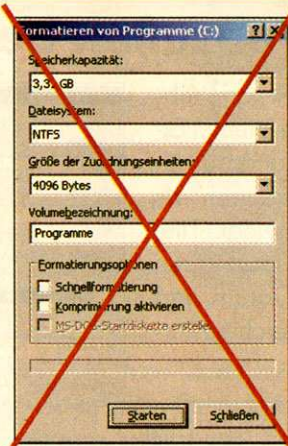 Formatieren von Programme (C:)
Speicherkapazität:
3,31 GB
Dateisystem:
NTFS
Größe der Zuordnungseinheiten:
4096 Bytes
Volumebezeichnung:
Programme
Formatierungsoptionen
Schnellformatierung
Komprimierung aktivieren
MS-DOS-Startdiskette erstellen
Starten
Schließen